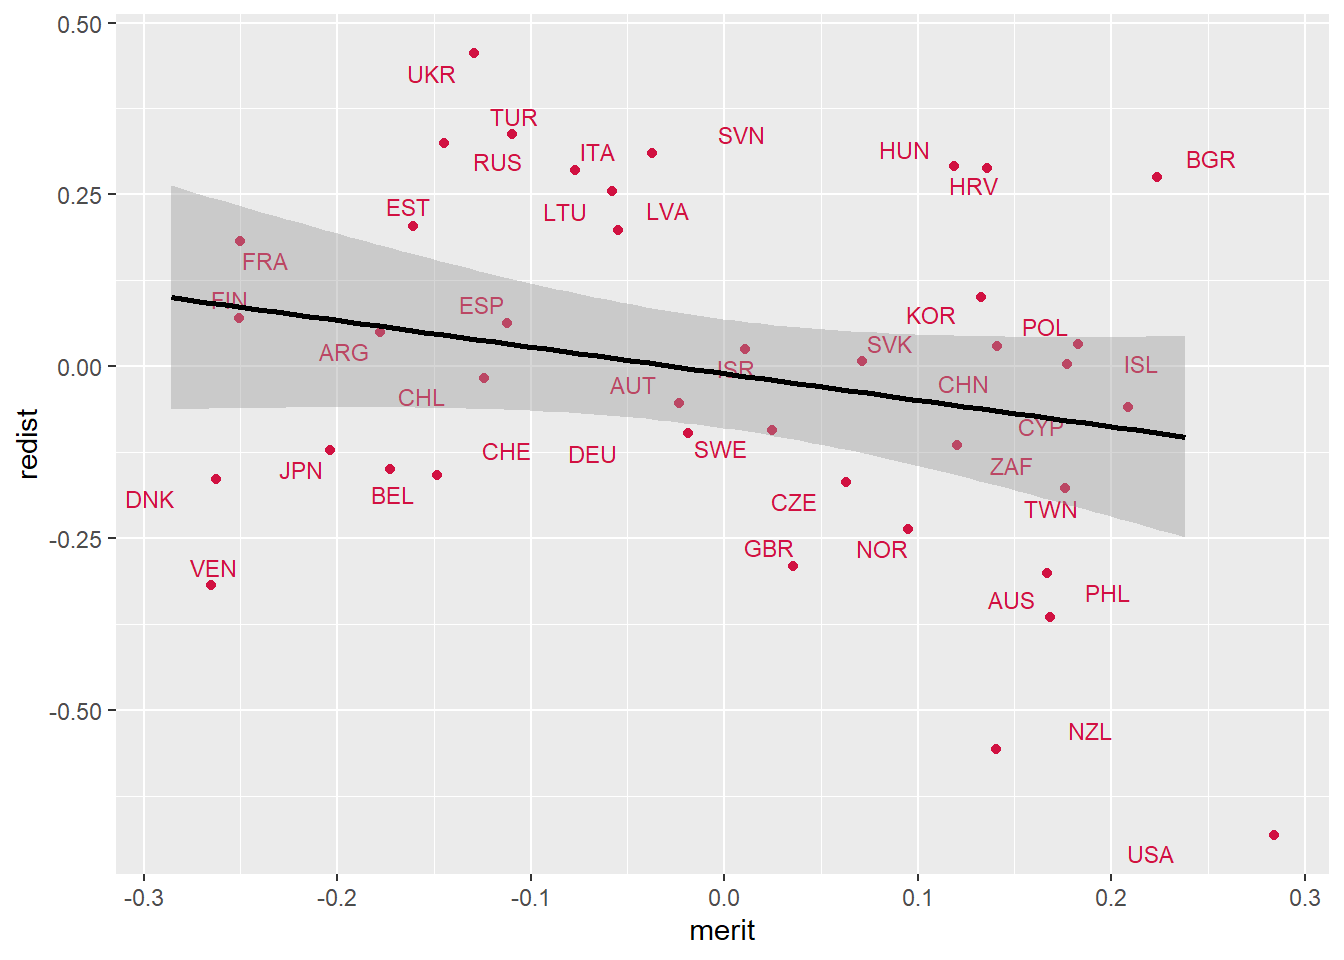 0.50
UKR
TUR
SVN
ITA
HUN
BGR
RUS
HRV
0.25
EST
LTU
LVA
FRA
FIN
ESP
KOR
POL
SVK
ARG
0.00
ISR
ISL
AUT
CHN
CHL
CYP
redist
CHE
DEU
SWE
JPN
ZAF
BEL
DNK
CZE
TWN
-0.25
GBR
NOR
VEN
PHL
AUS
-0.50
NZL
USA
-0.3 -0.2 -0.1 0.0 0.1 0.2 0.3
merit